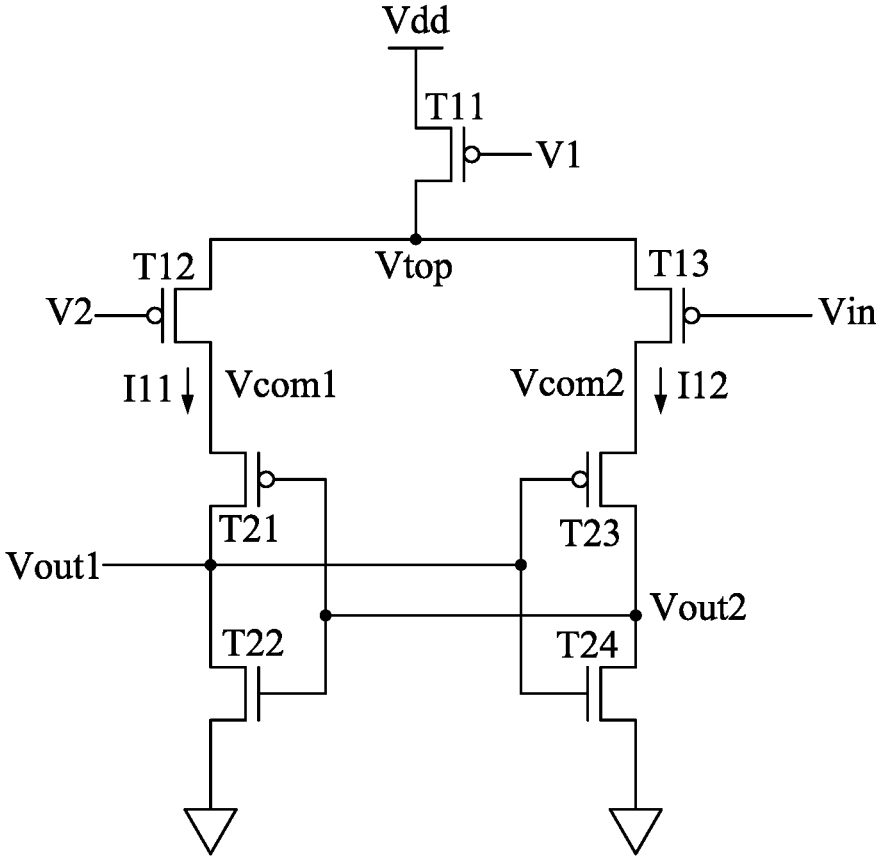 Vdd
T11
V1
Vtop
T12
T13
V2
Vin
I11
Vcom1
Vcom2
I12
T21
T23
Vout1
Vout2
T22
T24